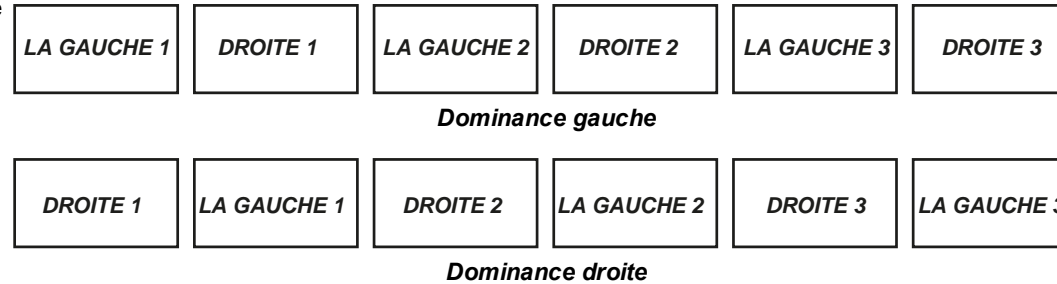 LA GAUCHE 1 DROITE 1 LA GAUCHE 2 DROITE 2 LA GAUCHE 3 DROITE 3
Dominance gauche
DROITE 1 LA GAUCHE 1 DROITE 2 LA GAUCHE 2 DROITE 3 LA GAUCHE 3
Dominance droite